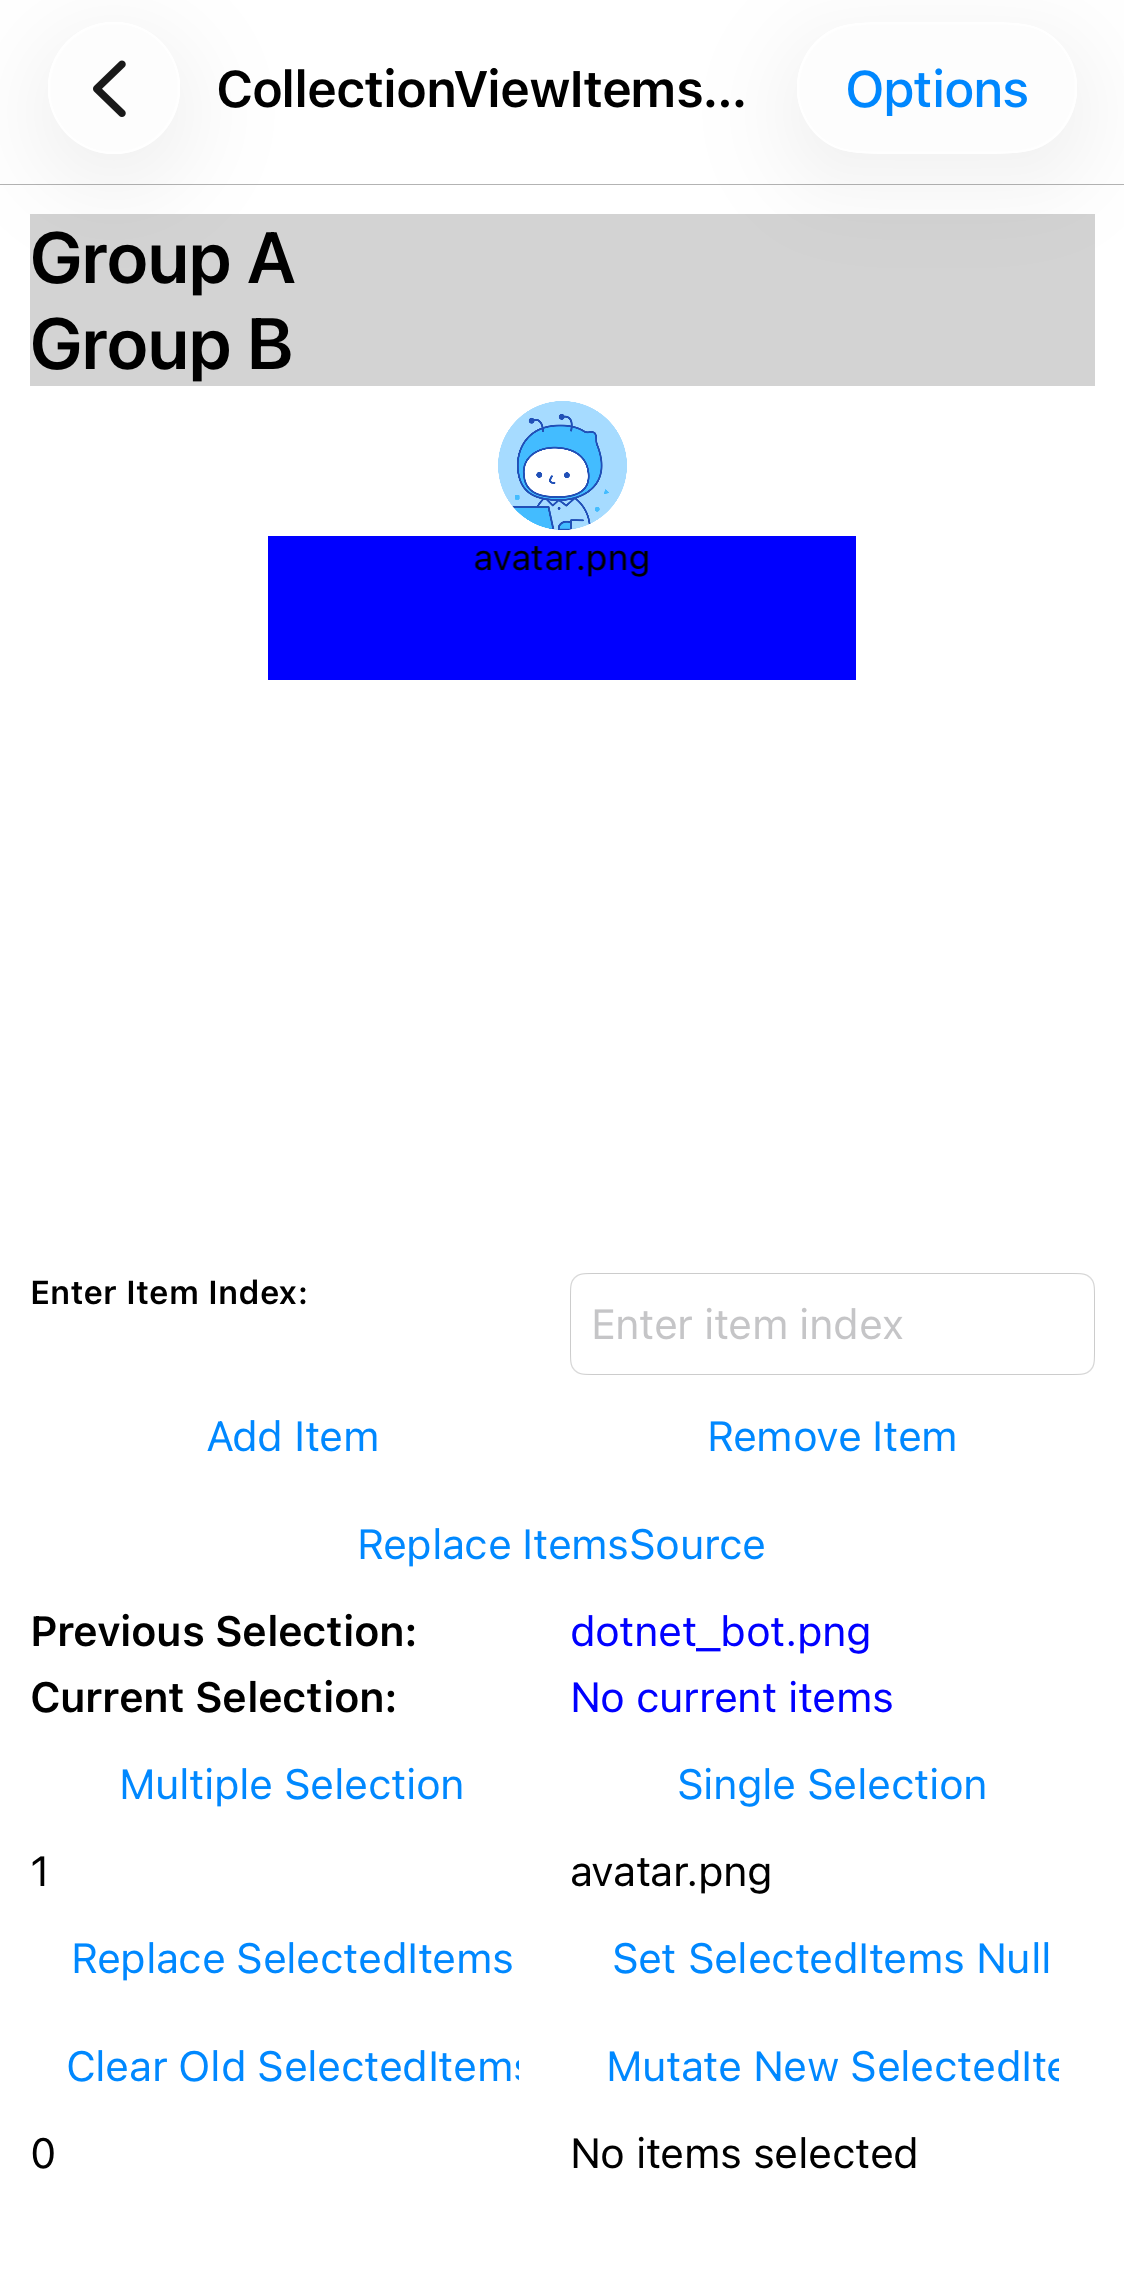 CollectionViewItems...
Options
Group A
Group B
avatar.png
Enter Item Index:
Enter item index
Add Item
Remove Item
Replace ItemsSource
Previous Selection:
dotnet_bot.png
Current Selection:
No current items
Multiple Selection
Single Selection
1
avatar.png
Replace SelectedItems
Set SelectedItems Null
Clear Old SelectedItems
Mutate New SelectedIte
0
No items selected